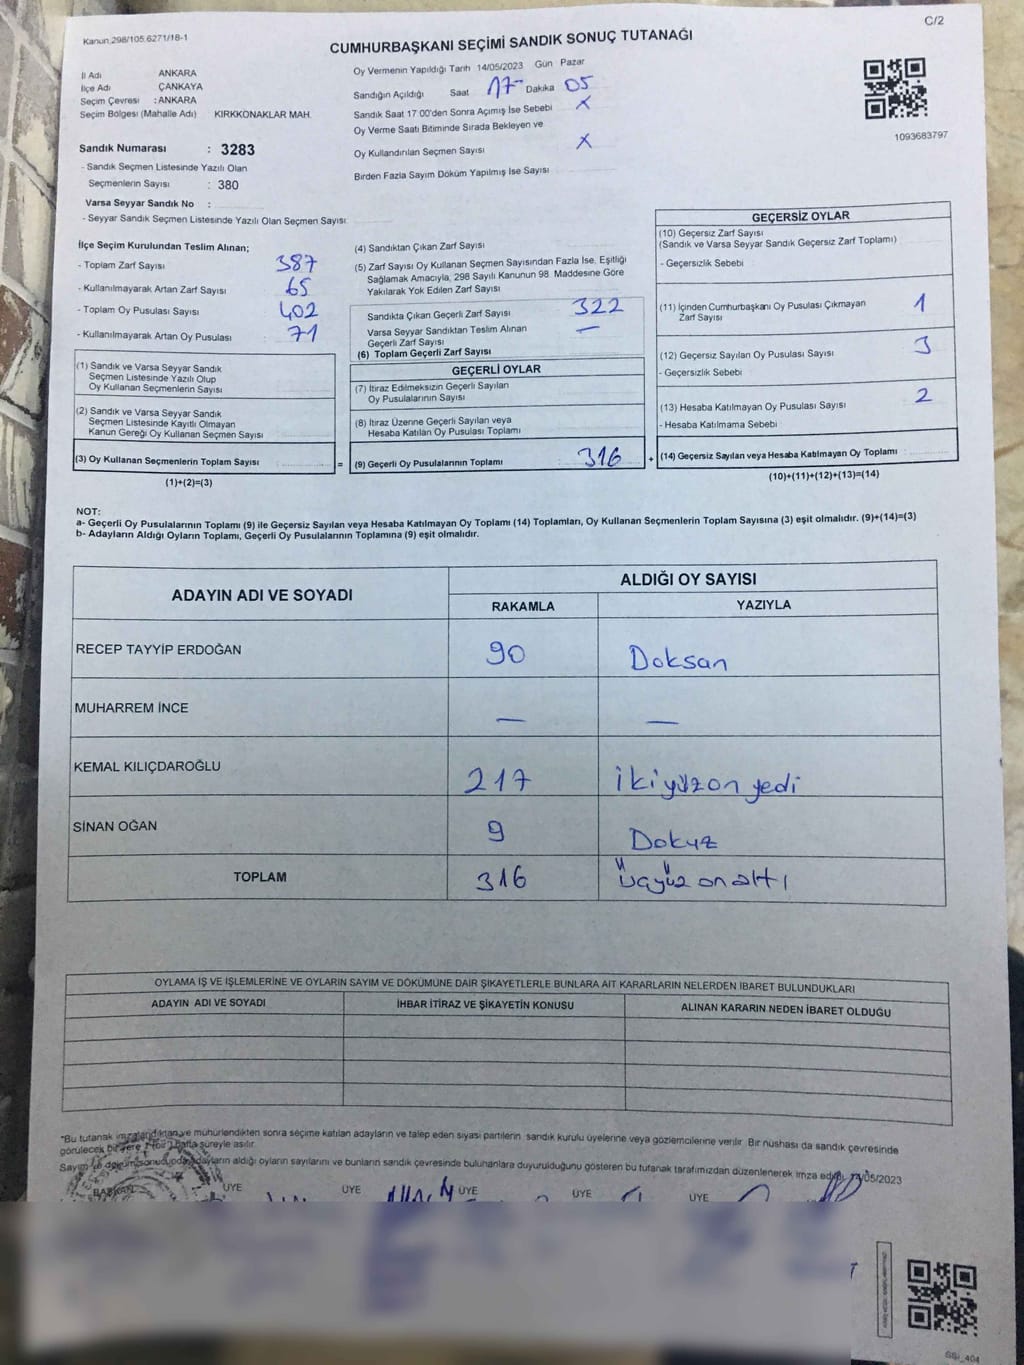 C/2
Kanun 298/105.6271/18-1
CUMHURBAŞKANI SEÇİMİ SANDIK SONUÇ TUTANAĞI
İl Adı ANKARA
İlçe Adı ÇANKAYA
Seçim Çevresi : ANKARA
Seçim Bölgesi (Mahalle Adı) KIRKKONAKLAR MAH.
Sandık Numarası : 3283
- Sandık Seçmen Listesinde Yazılı Olan
Seçmenlerin Sayısı : 380
Varsa Seyyar Sandık No :
- Seyyar Sandık Seçmen Listesinde Yazılı Olan Seçmen Sayısı
Oy Vermenin Yapıldığı Tarih 14/05/2023 Gün Pazar
Sandığın Açıldığı Saat 17 Dakika 05
Sandık Saat 17 00'den Sonra Açımış İse Sebebi X
Oy Verme Saati Bitiminde Sırada Bekleyen ve
Oy Kullandırılan Seçmen Sayısı X
Birden Fazla Sayım Döküm Yapılmış İse Sayısı
1093683797
İlçe Seçim Kurulundan Teslim Alınan;
- Toplam Zarf Sayısı 387
- Kullanılmayarak Artan Zarf Sayısı 65
- Toplam Oy Pusulası Sayısı 402
- Kullanılmayarak Artan Oy Pusulası 71
(1) Sandık ve Varsa Seyyar Sandık
Seçmen Listesinde Yazılı Olup
Oy Kullanan Seçmenlerin Sayısı
(2) Sandık ve Varsa Seyyar Sandık
Seçmen Listesinde Kayıtlı Olmayan
Kanun Gereği Oy Kullanan Seçmen Sayısı
(3) Oy Kullanan Seçmenlerin Toplam Sayısı
(1)+(2)=(3)
(4) Sandıktan Çıkan Zarf Sayısı
(5) Zarf Sayısı Oy Kullanan Seçmen Sayısından Fazla İse, Eşitliği
Sağlamak Amacıyla, 298 Sayılı Kanunun 98 Maddesine Göre
Yakılarak Yok Edilen Zarf Sayısı
Sandıkta Çıkan Geçerli Zarf Sayısı 322
Varsa Seyyar Sandıktan Teslim Alınan
Geçerli Zarf Sayısı —
(6) Toplam Geçerli Zarf Sayısı
GEÇERLİ OYLAR
(7) İtiraz Edilmeksizin Geçerli Sayılan
Oy Pusulalarının Sayısı
(8) İtiraz Üzerine Geçerli Sayılan veya
Hesaba Katılan Oy Pusulası Toplamı
= (9) Geçerli Oy Pusulalarının Toplamı : 316
GEÇERSİZ OYLAR
(10) Geçersiz Zarf Sayısı
(Sandık ve Varsa Seyyar Sandık Geçersiz Zarf Toplamı)
- Geçersizlik Sebebi
(11) İçinden Cumhurbaşkanı Oy Pusulası Çıkmayan
Zarf Sayısı 1
(12) Geçersiz Sayılan Oy Pusulası Sayısı 3
- Geçersizlik Sebebi
(13) Hesaba Katılmayan Oy Pusulası Sayısı 2
- Hesaba Katılmama Sebebi
+ (14) Geçersiz Sayılan veya Hesaba Katılmayan Oy Toplamı
(10)+(11)+(12)+(13)=(14)
NOT:
a- Geçerli Oy Pusulalarının Toplamı (9) ile Geçersiz Sayılan veya Hesaba Katılmayan Oy Toplamı (14) Toplamları, Oy Kullanan Seçmenlerin Toplam Sayısına (3) eşit olmalıdır. (9)+(14)=(3)
b- Adayların Aldığı Oyların Toplamı, Geçerli Oy Pusulalarının Toplamına (9) eşit olmalıdır.
ADAYIN ADI VE SOYADI ALDIĞI OY SAYISI
RAKAMLA YAZIYLA
RECEP TAYYİP ERDOĞAN 90 Doksan
MUHARREM İNCE — —
KEMAL KILIÇDAROĞLU 217 İkiyüzon yedi
SİNAN OĞAN 9 Dokuz
TOPLAM 316 üçyüz onaltı
OYLAMA İŞ VE İŞLEMLERİNE VE OYLARIN SAYIM VE DÖKÜMÜNE DAİR ŞİKAYETLERLE BUNLARA AİT KARARLARIN NELERDEN İBARET BULUNDUKLARI
ADAYIN ADI VE SOYADI İHBAR İTİRAZ VE ŞİKAYETİN KONUSU ALINAN KARARIN NEDEN İBARET OLDUĞU
*Bu tutanak imzalandıktan ve mühürlendikten sonra seçime katılan adayların ve talep eden siyasi partilerin sandık kurulu üyelerine veya gözlemcilerine verilir. Bir nüshası da sandık çevresinde
görülecek bir yere 1 (bir) hafta süreyle asılır.
Sayım ve döküm sonucunda adayların aldığı oyların sayılarını ve bunların sandık çevresinde bulunanlara duyurulduğunu gösteren bu tutanak tarafımızdan düzenlenerek imza edildi 14/05/2023
BAŞKAN ÜYE ÜYE ÜYE ÜYE ÜYE